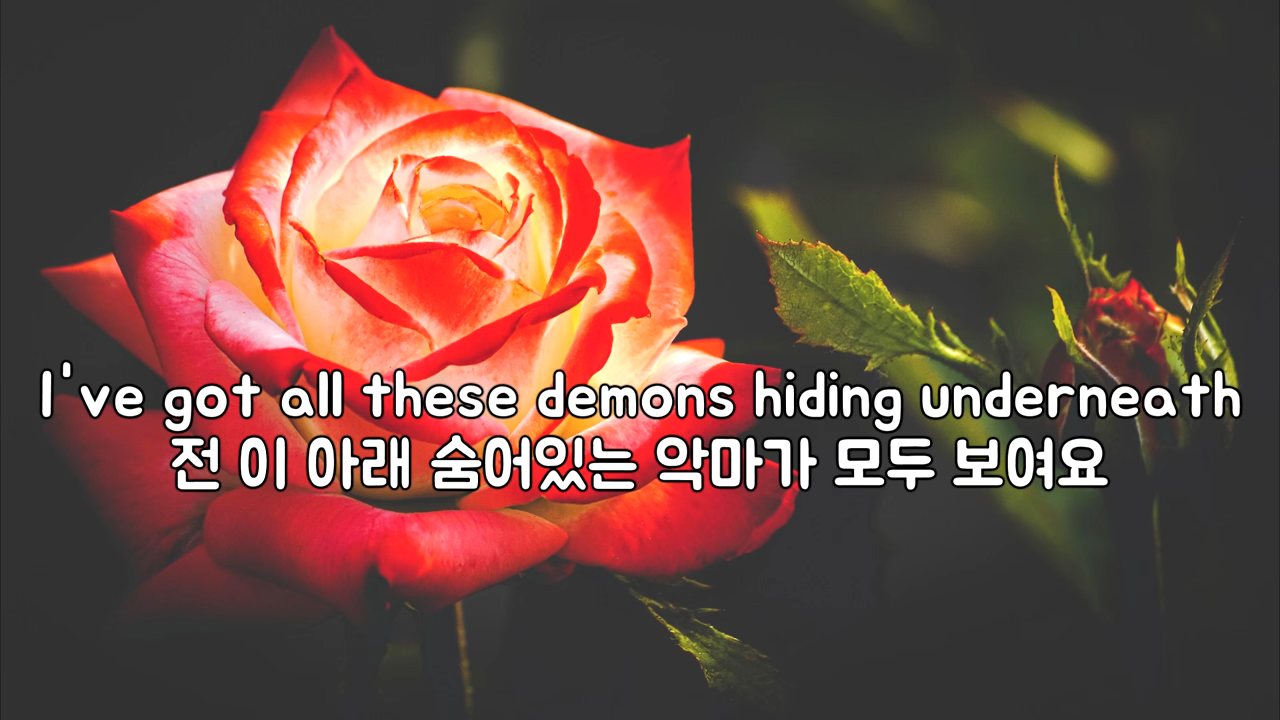 I've got all these demons hiding underneath
전 이 아래 숨어있는 악마가 모두 보여요